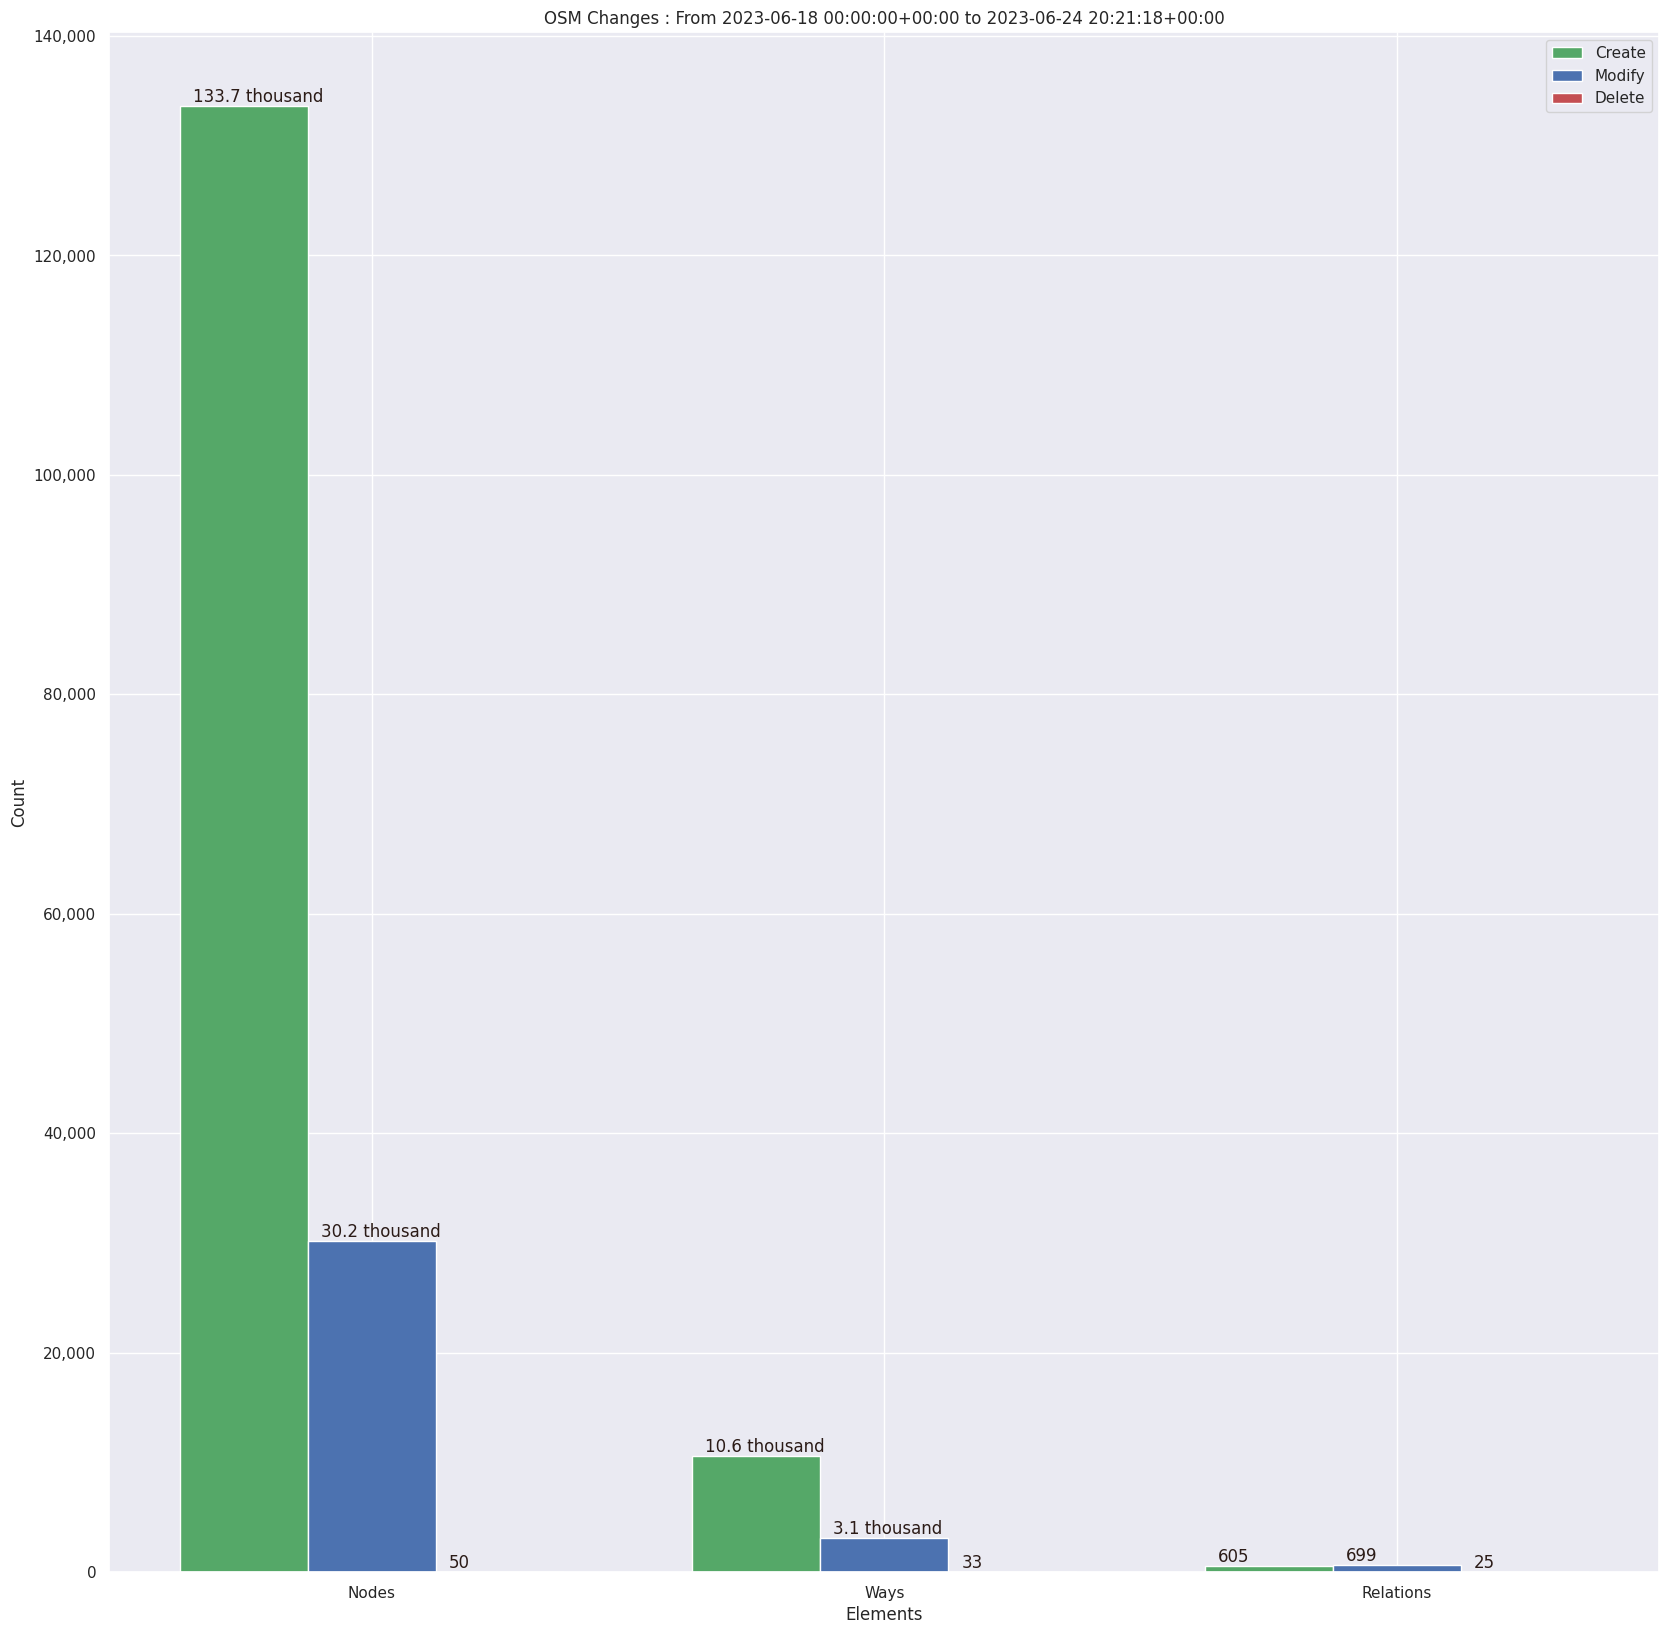 OSM Changes : From 2023-06-18 00:00:00+00:00 to 2023-06-24 20:21:18+00:00
Create
Modify
Delete
140,000
120,000
100,000
80,000
60,000
40,000
20,000
0
Count
133.7 thousand
30.2 thousand
50
10.6 thousand
3.1 thousand
33
605
699
25
Nodes
Ways
Relations
Elements